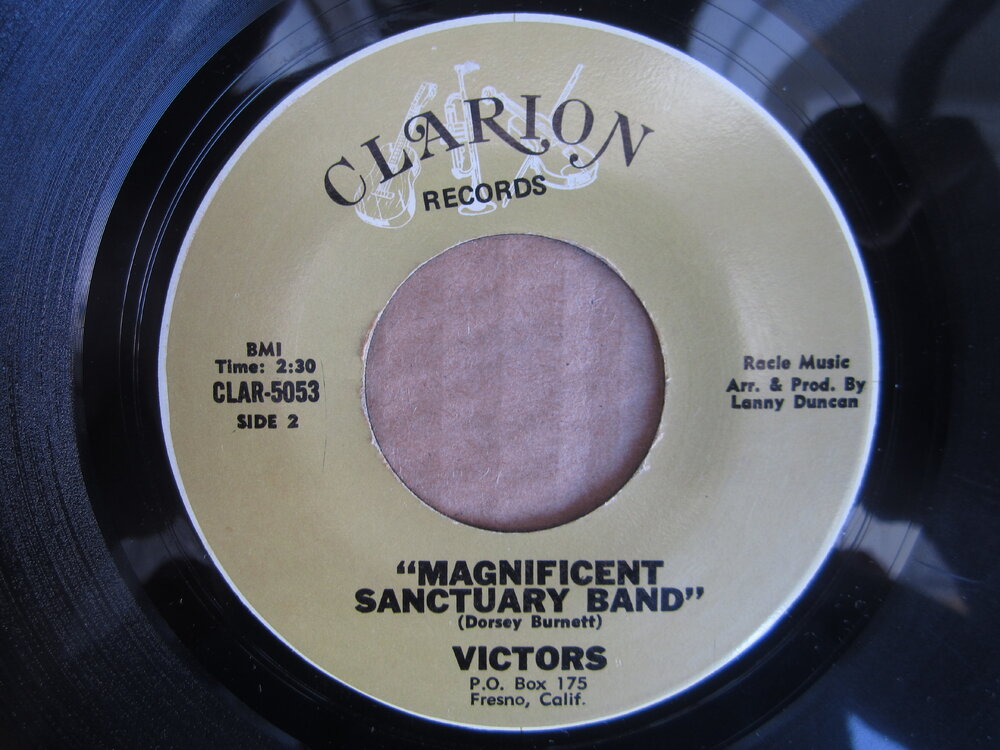 CLARION
RECORDS
BMI
Time: 2:30
CLAR-5053
SIDE 2
Racle Music
Arr. & Prod. By
Lanny Duncan
“MAGNIFICENT
SANCTUARY BAND”
(Dorsey Burnett)
VICTORS
P.O. Box 175
Fresno, Calif.